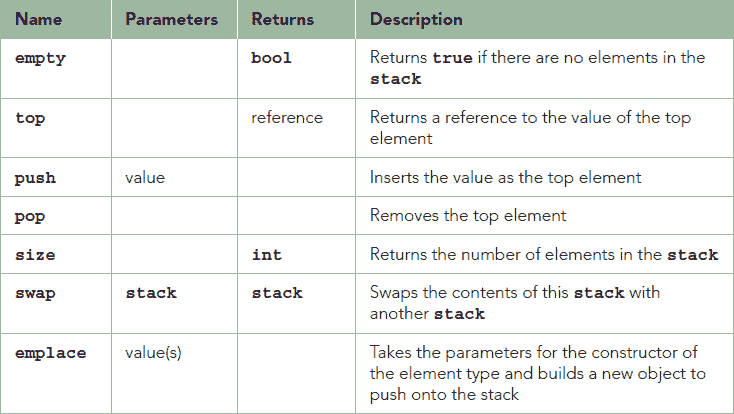 Name Parameters Returns Description
empty bool Returns true if there are no elements in the
stack
top reference Returns a reference to the value of the top
element
push value Inserts the value as the top element
pop Removes the top element
size int Returns the number of elements in the stack
swap stack stack Swaps the contents of this stack with
another stack
emplace value(s) Takes the parameters for the constructor of
the element type and builds a new object to
push onto the stack